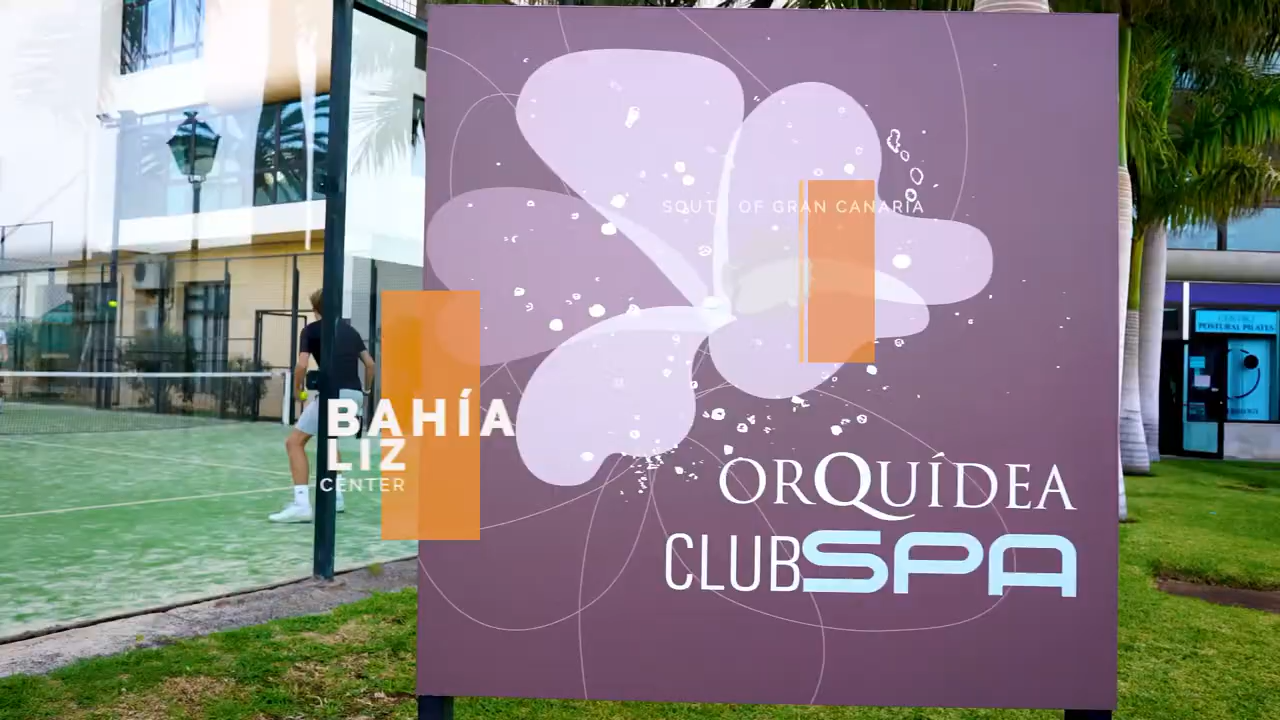 SOUTH OF GRAN CANARIA
BAHÍA
LIZ
CENTER
ORQUÍDEA
CLUBSPA
POSTURAL PILATES